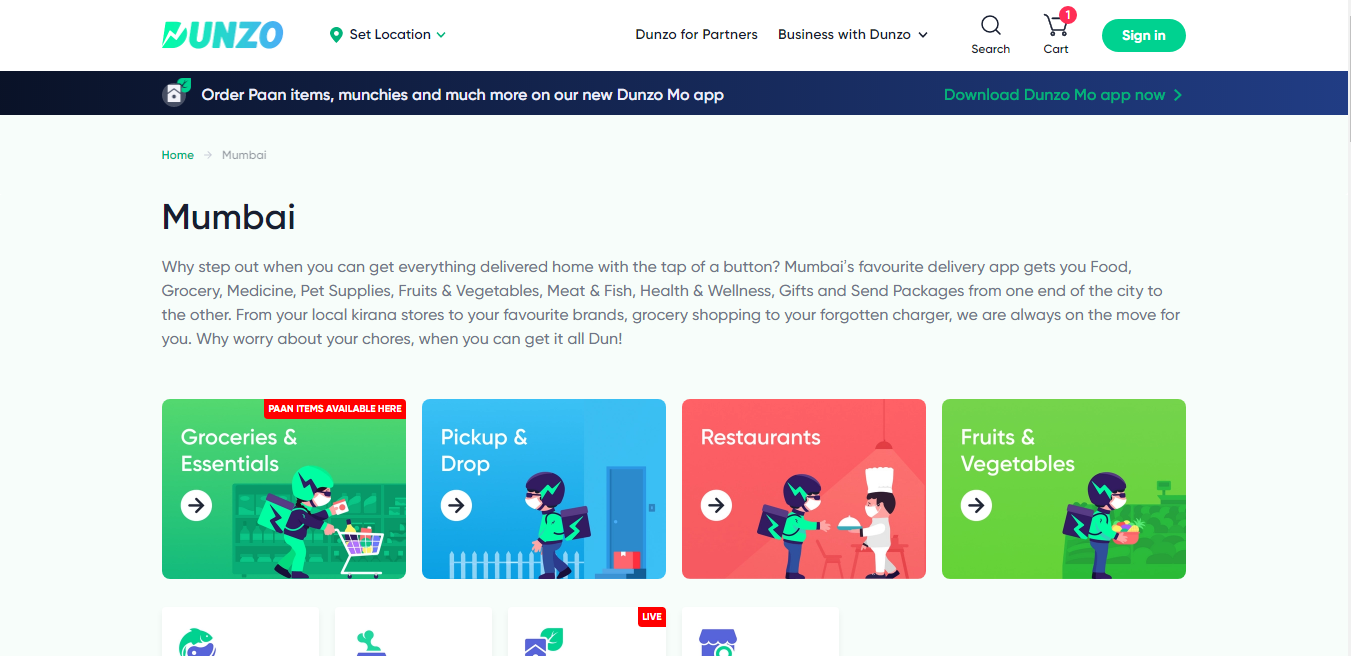 DUNZO
Set Location
Dunzo for Partners
Business with Dunzo
Search
1
Cart
Sign in
Order Paan items, munchies and much more on our new Dunzo Mo app
Download Dunzo Mo app now
Home
Mumbai
Mumbai
Why step out when you can get everything delivered home with the tap of a button? Mumbai's favourite delivery app gets you Food,
Grocery, Medicine, Pet Supplies, Fruits & Vegetables, Meat & Fish, Health & Wellness, Gifts and Send Packages from one end of the city to
the other. From your local kirana stores to your favourite brands, grocery shopping to your forgotten charger, we are always on the move for
you. Why worry about your chores, when you can get it all Dun!
PAAN ITEMS AVAILABLE HERE
Groceries &
Essentials
Pickup &
Drop
Restaurants
Fruits &
Vegetables
LIVE